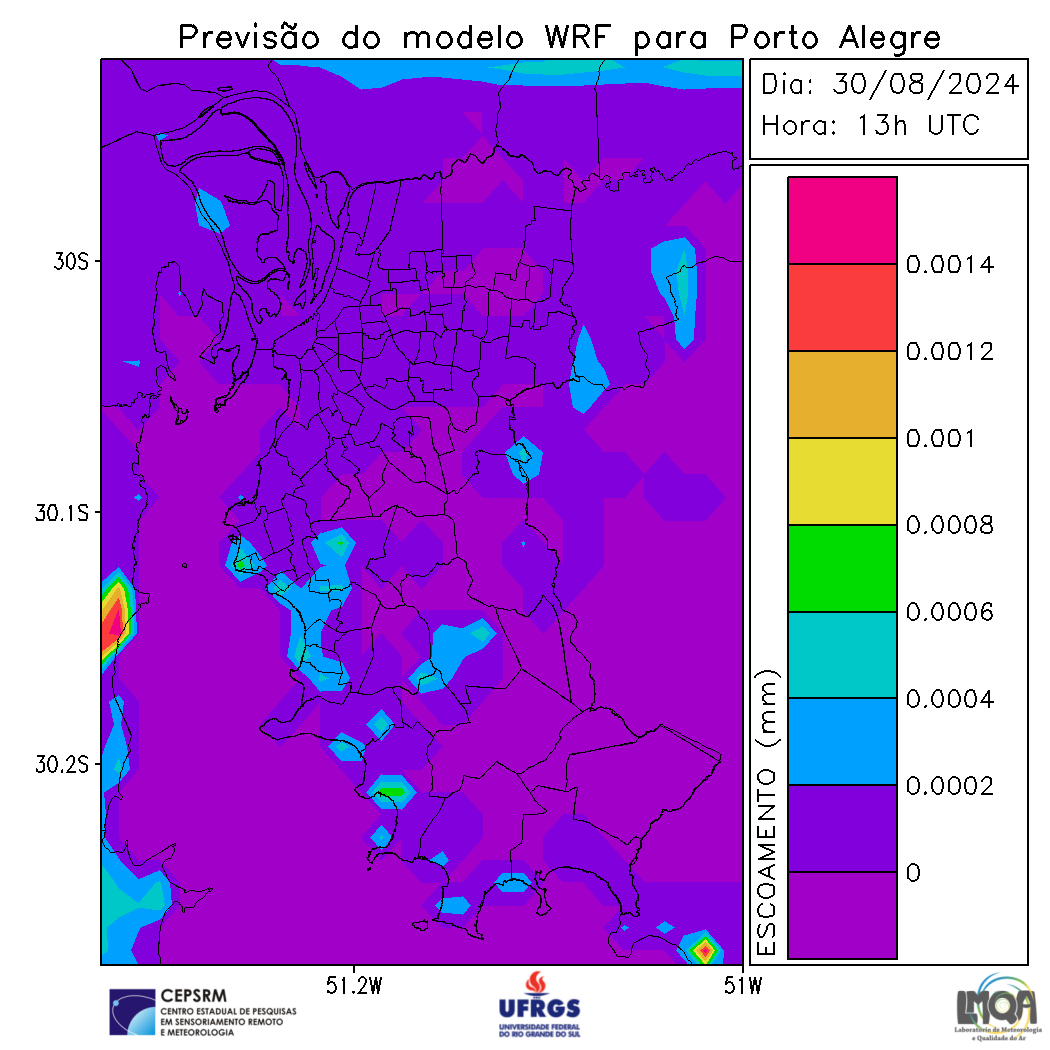 Previsão do modelo WRF para Porto Alegre
Dia: 30/08/2024
Hora: 13h UTC
30S
30.1S
30.2S
51.2W
51W
ESCOAMENTO (mm)
0.0014
0.0012
0.001
0.0008
0.0006
0.0004
0.0002
0
CEPSRM
CENTRO ESTADUAL DE PESQUISAS
EM SENSORIAMENTO REMOTO
E METEOROLOGIA
UFRGS
UNIVERSIDADE FEDERAL
DO RIO GRANDE DO SUL
LMQA
Laboratório de Meteorologia
e Qualidade do Ar